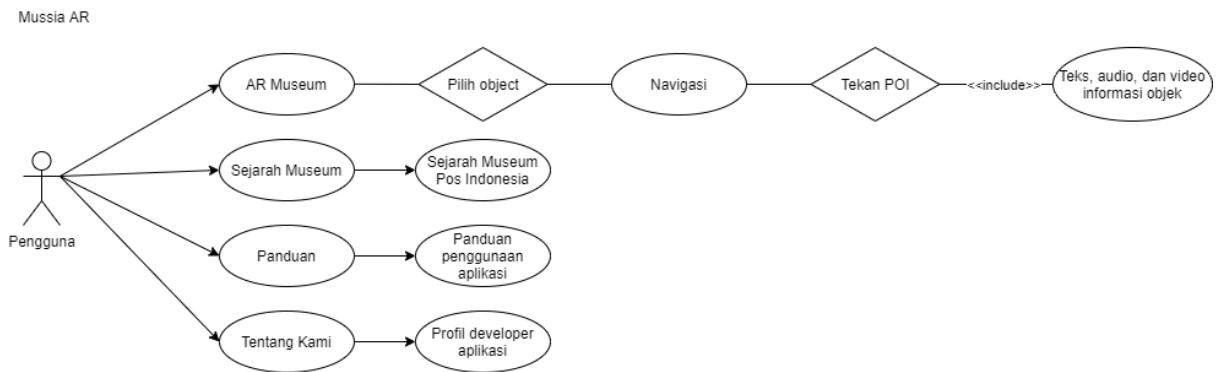 Mussia AR
AR Museum
Pilih object
Navigasi
Tekan POI
<<include>>
Teks, audio, dan video
informasi objek
Sejarah Museum
Sejarah Museum
Pos Indonesia
Pengguna
Panduan
Panduan
penggunaan
aplikasi
Tentang Kami
Profil developer
aplikasi